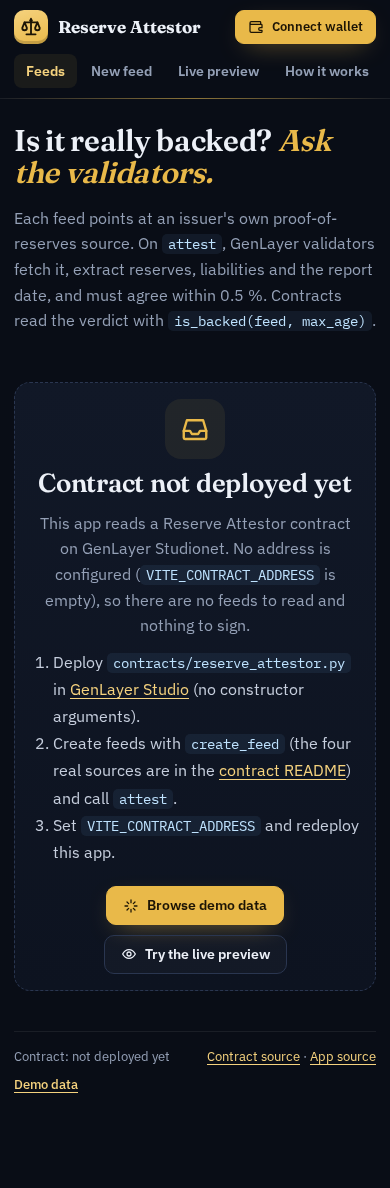 Reserve Attestor
Connect wallet
Feeds
New feed
Live preview
How it works
Is it really backed? Ask
the validators.
Each feed points at an issuer's own proof-of-
reserves source. On attest, GenLayer validators
fetch it, extract reserves, liabilities and the report
date, and must agree within 0.5 %. Contracts
read the verdict with is_backed(feed, max_age).
Contract not deployed yet
This app reads a Reserve Attestor contract
on GenLayer Studionet. No address is
configured (VITE_CONTRACT_ADDRESS is
empty), so there are no feeds to read and
nothing to sign.
1. Deploy contracts/reserve_attestor.py
in GenLayer Studio (no constructor
arguments).
2. Create feeds with create_feed (the four
real sources are in the contract README)
and call attest.
3. Set VITE_CONTRACT_ADDRESS and redeploy
this app.
Browse demo data
Try the live preview
Contract: not deployed yet
Contract source · App source
Demo data